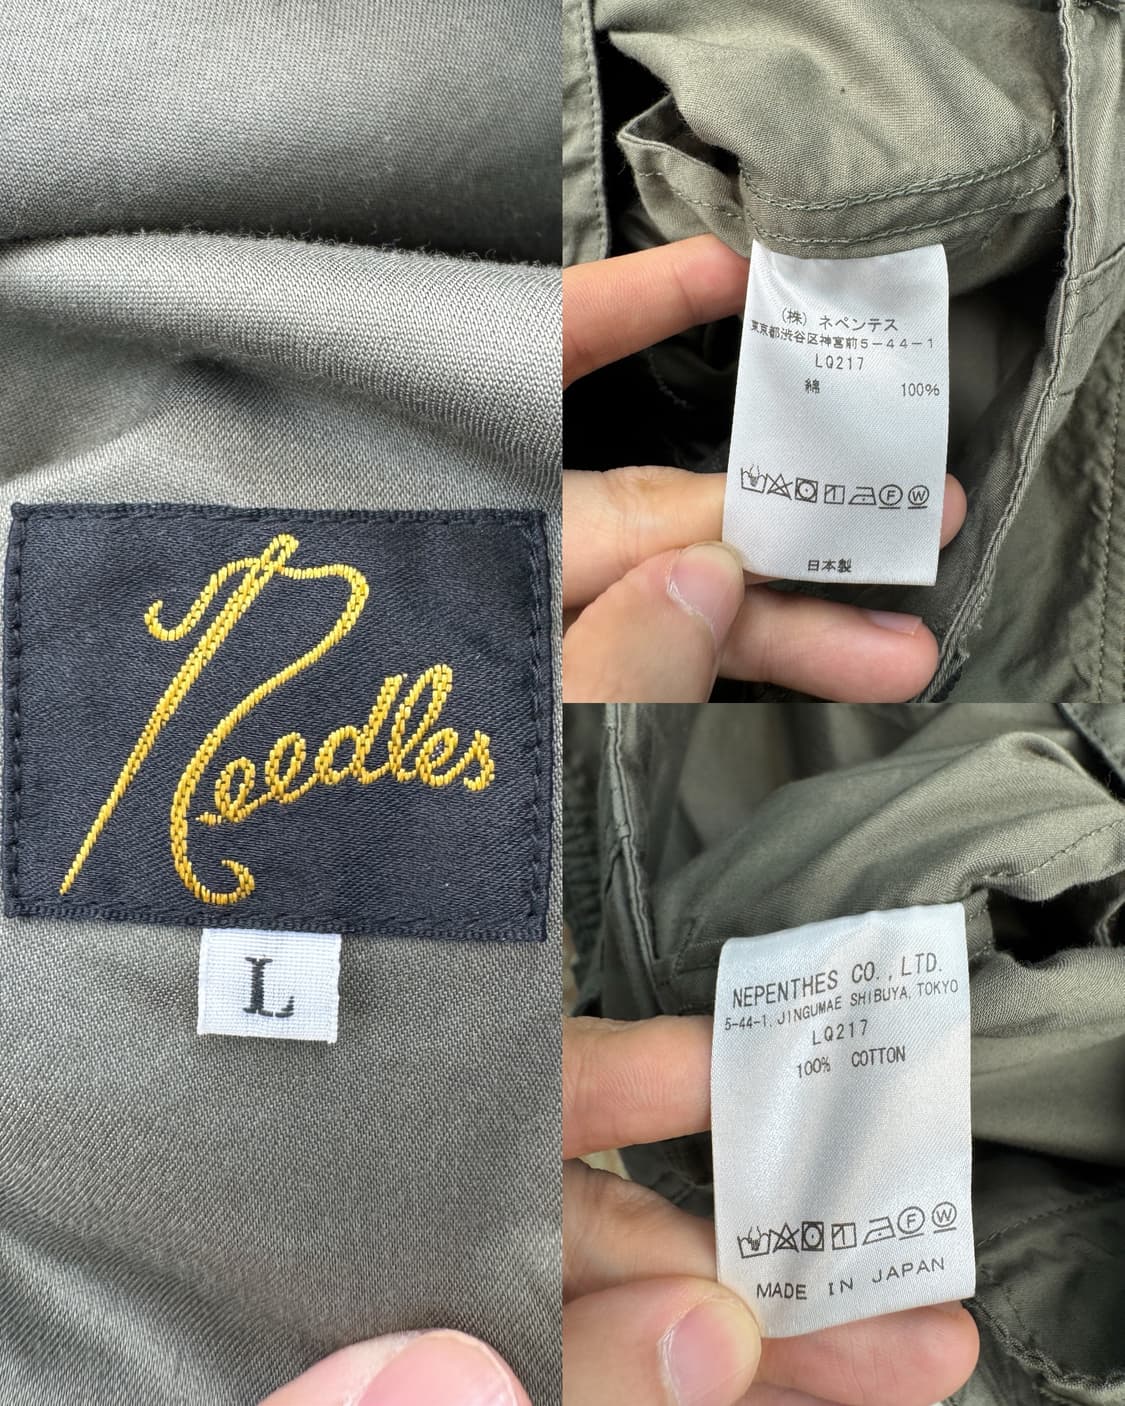 Needles
L
(株) ネペンテス
東京都渋谷区神宮前5-44-1
LQ217
綿 100%
F W
日本製
NEPENTHES CO.,LTD.
5-44-1, JINGUMAE SHIBUYA, TOKYO
LQ217
100% COTTON
F W
MADE IN JAPAN